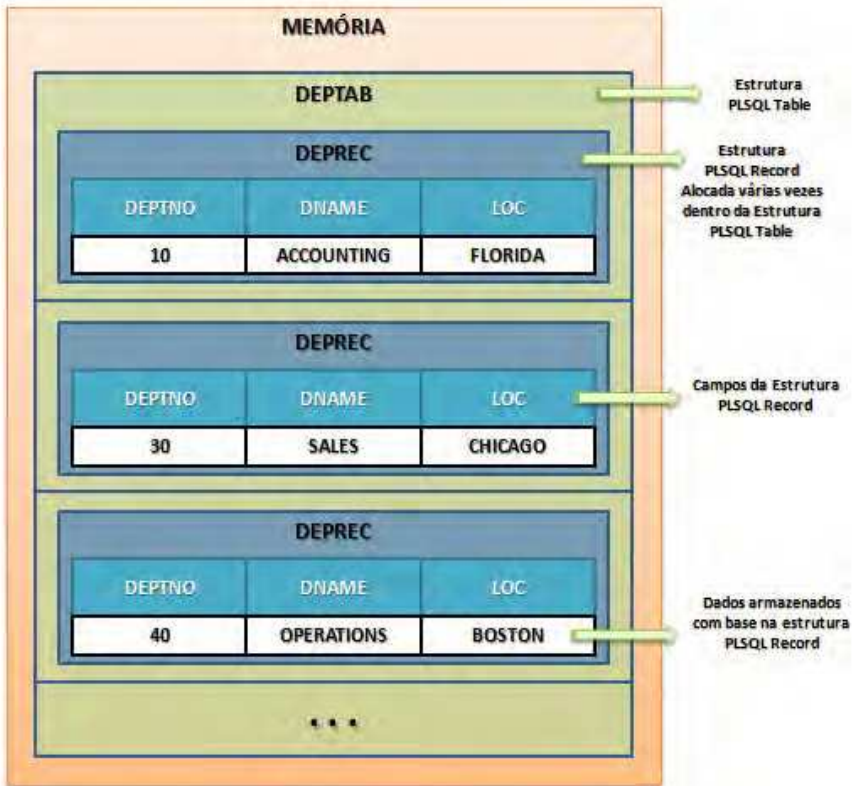 MEMÓRIA
DEPTAB
Estrutura
PLSQL Table
DEPREC
Estrutura
PLSQL Record
Alocada várias vezes
dentro da Estrutura
PLSQL Table
DEPTNO DNAME LOC
10 ACCOUNTING FLORIDA
DEPREC
DEPTNO DNAME LOC
Campos da Estrutura
PLSQL Record
30 SALES CHICAGO
DEPREC
DEPTNO DNAME LOC
40 OPERATIONS BOSTON
Dados armazenados
com base na estrutura
PLSQL Record
...